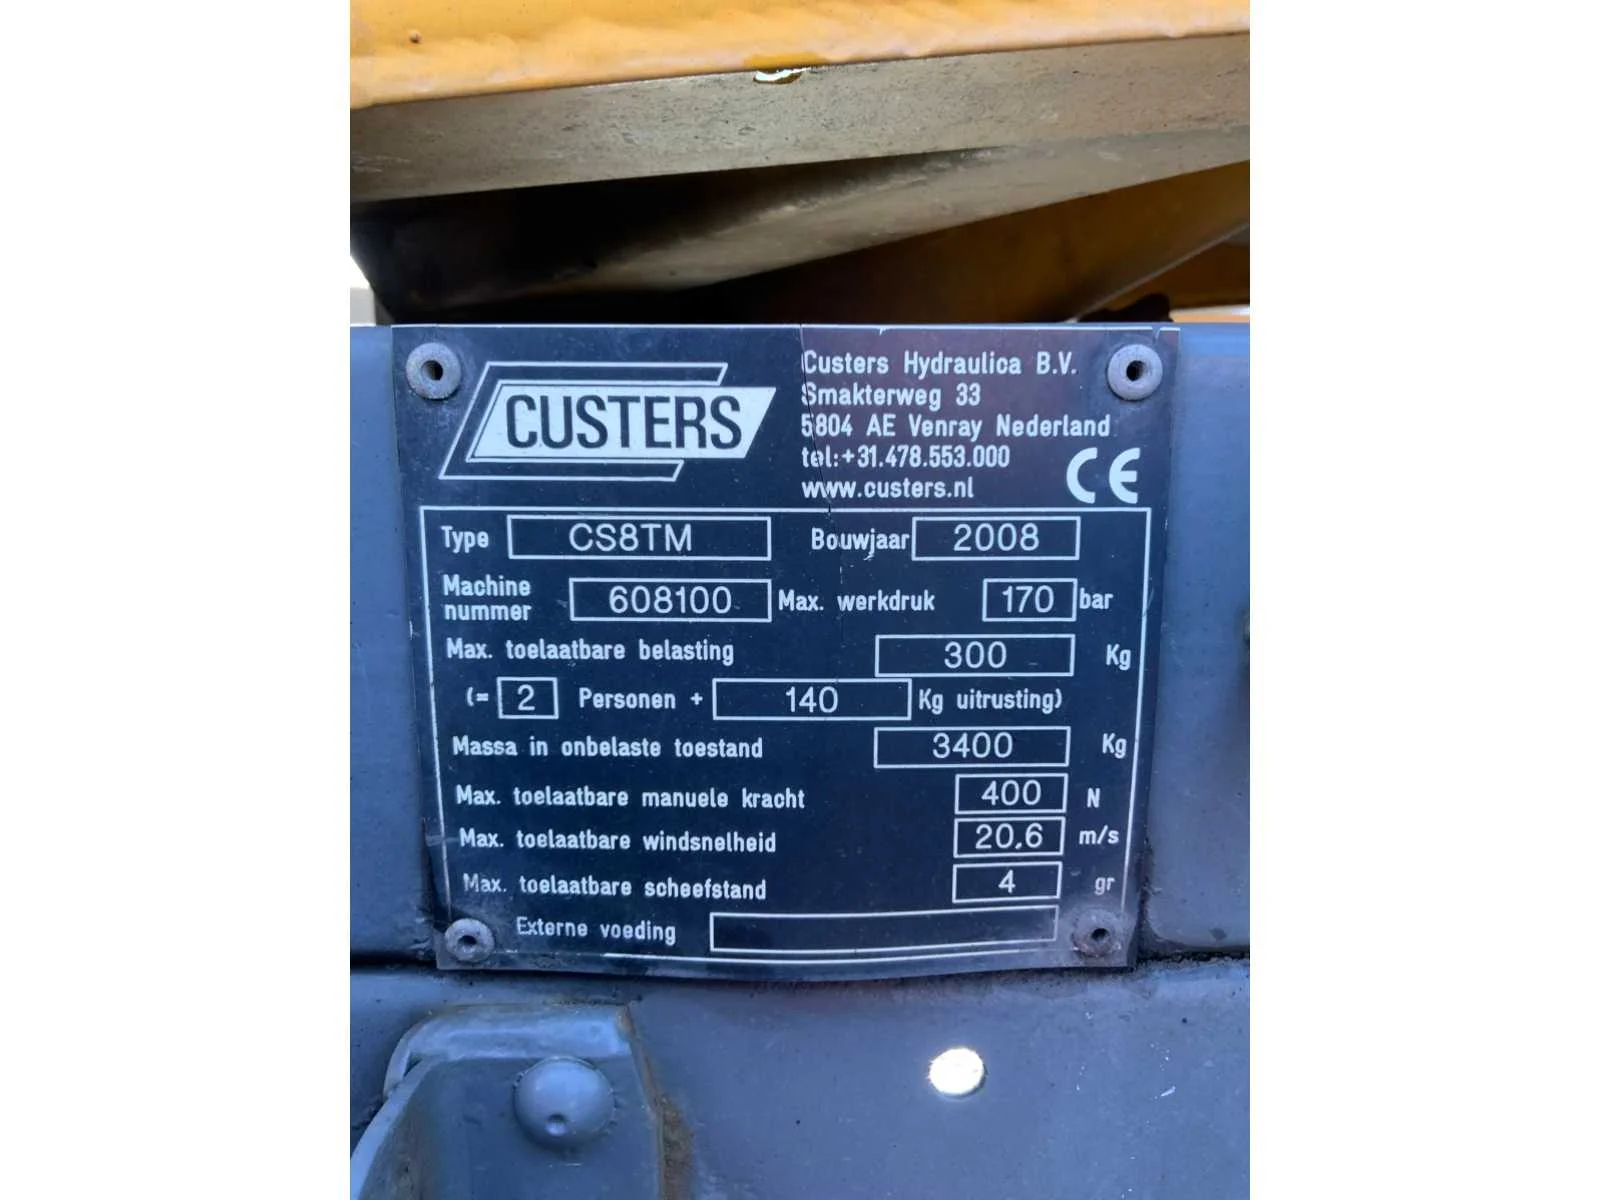 CUSTERS
Custers Hydraulica B.V.
Smakterweg 33
5804 AE Venray Nederland
tel:+31.478.553.000
www.custers.nl
CE
Type CS8TM Bouwjaar 2008
Machine nummer 608100 Max. werkdruk 170 bar
Max. toelaatbare belasting 300 Kg
(= 2 Personen + 140 Kg uitrusting)
Massa in onbelaste toestand 3400 Kg
Max. toelaatbare manuele kracht 400 N
Max. toelaatbare windsnelheid 20,6 m/s
Max. toelaatbare scheefstand 4 gr
Externe voeding